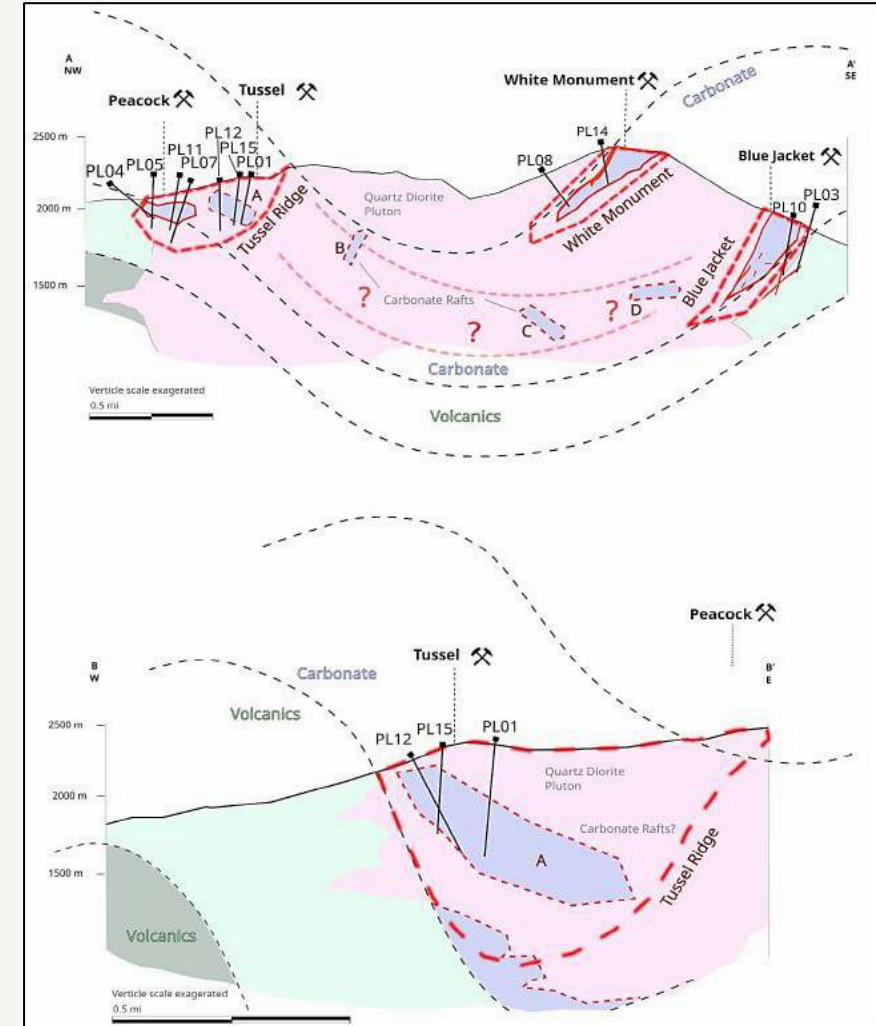 A
NW
A'
SE
Peacock
Tussel
White Monument
Carbonate
Blue Jacket
2500 m
2000 m
1500 m
PL04
PL05
PL11
PL07
PL12
PL15
PL01
A
Tussel Ridge
Quartz Diorite
Pluton
PL08
PL14
White Monument
PL10
PL03
Blue Jacket
B
Carbonate Rafts
?
?
?
C
D
Carbonate
Volcanics
Verticle scale exagerated
0.5 mi
B
W
B'
E
Peacock
Tussel
Carbonate
Volcanics
2500 m
2000 m
1500 m
PL12
PL15
PL01
Quartz Diorite
Pluton
Carbonate Rafts?
A
Tussel Ridge
Volcanics
Verticle scale exagerated
0.5 mi